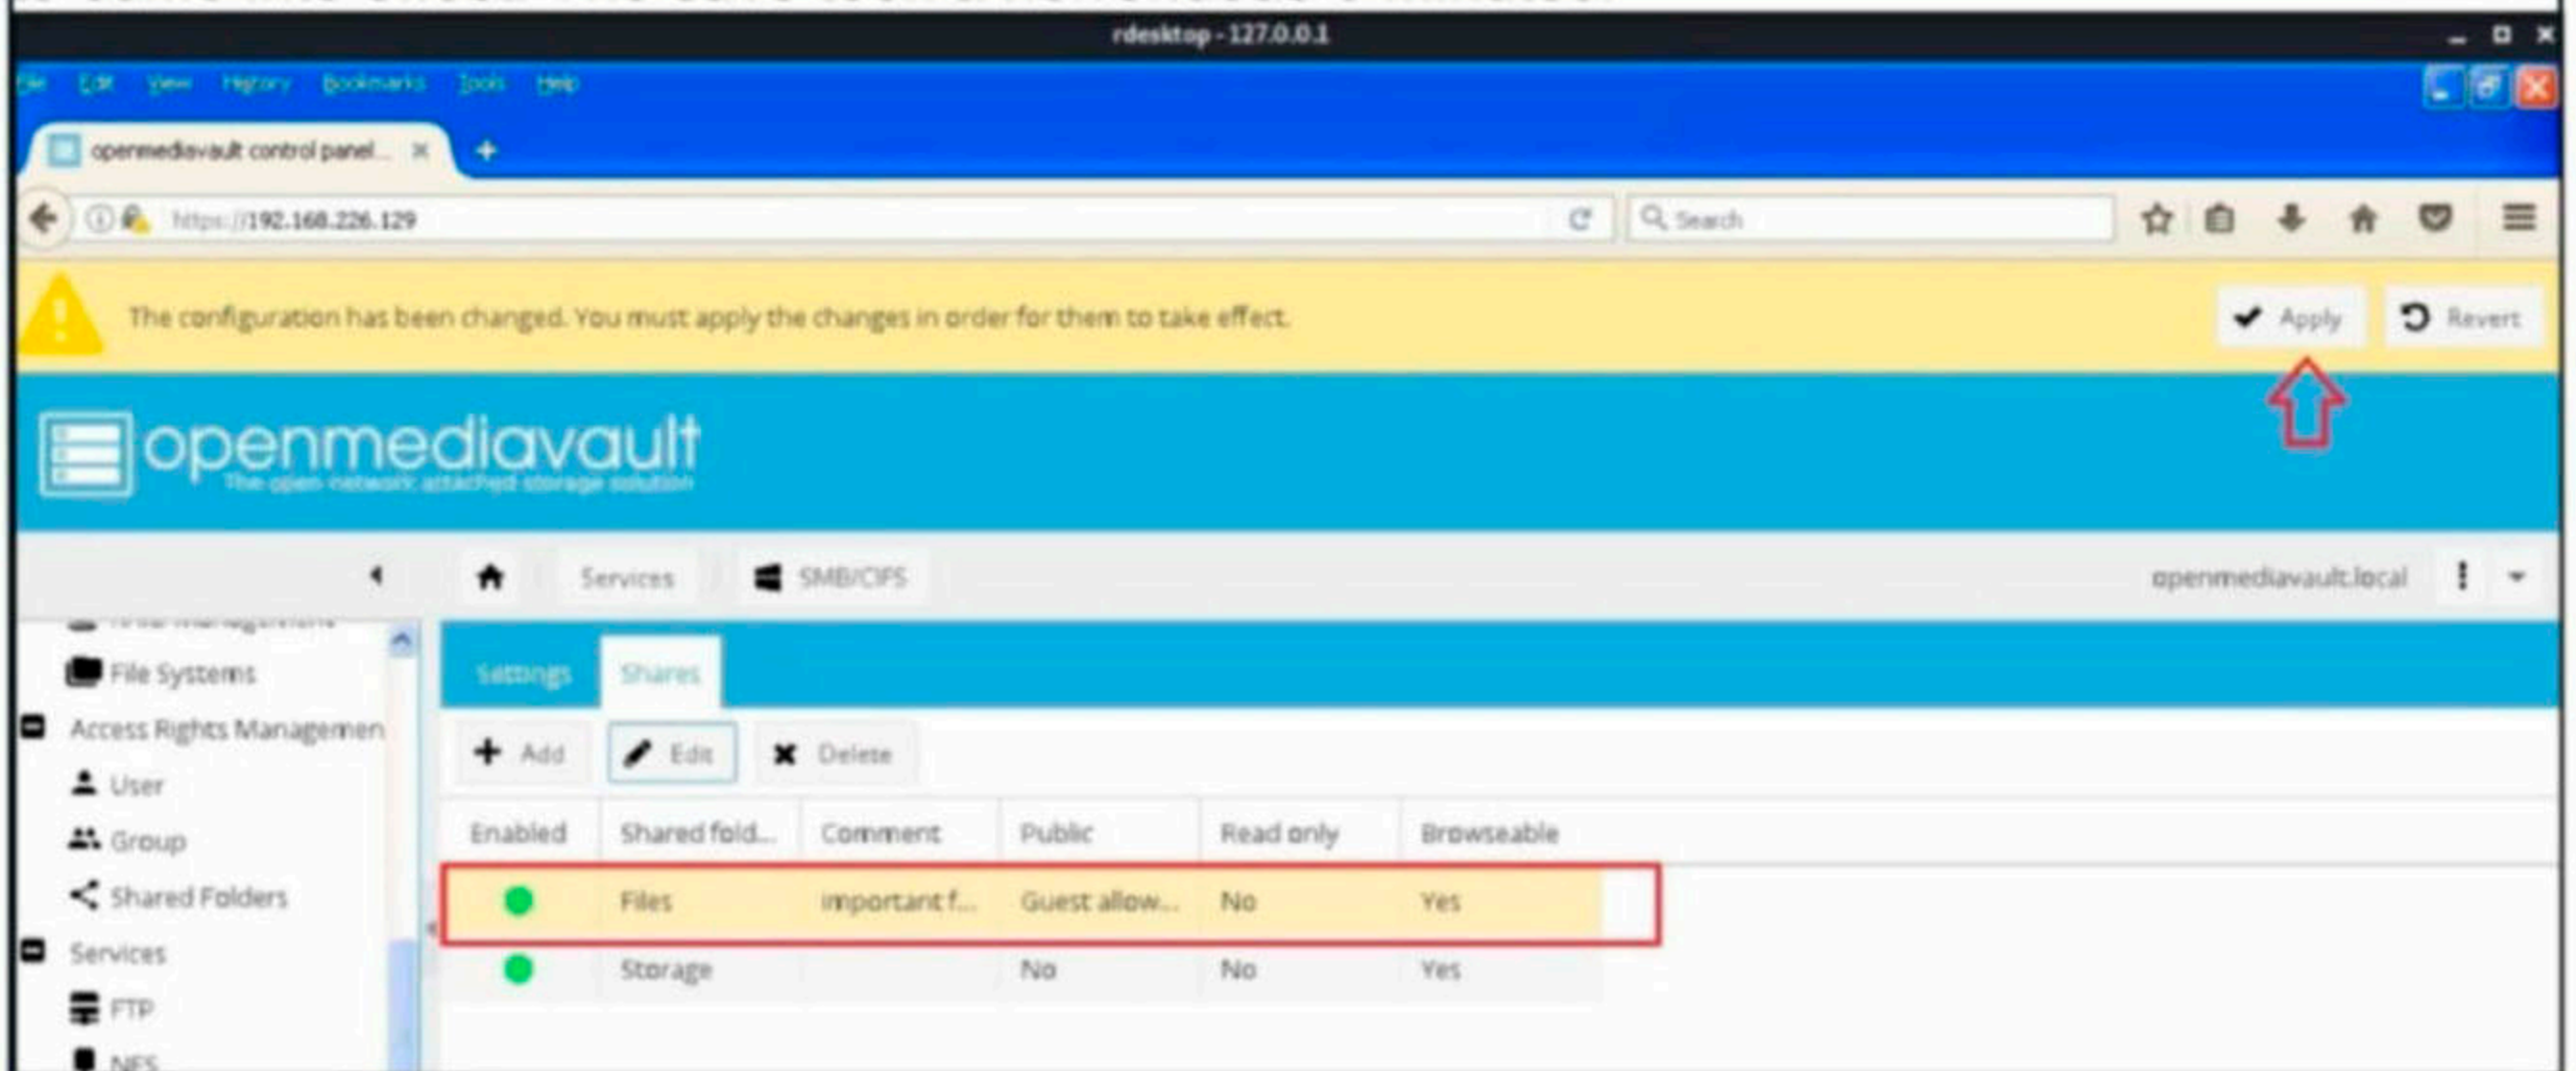 rdesktop - 127.0.0.1
File Edit View History Bookmarks Tools Help
openmediavault control panel...
https://192.168.226.129 Search
The configuration has been changed. You must apply the changes in order for them to take effect. Apply Revert
openmediavault
The open network attached storage solution
Services SMB/CIFS openmediavault.local
File Systems
Settings Shares
Access Rights Managemen
Add Edit Delete
User
Group
Enabled Shared fold... Comment Public Read only Browseable
Shared Folders
Files important f... Guest allow... No Yes
Services
Storage No No Yes
FTP
NFS